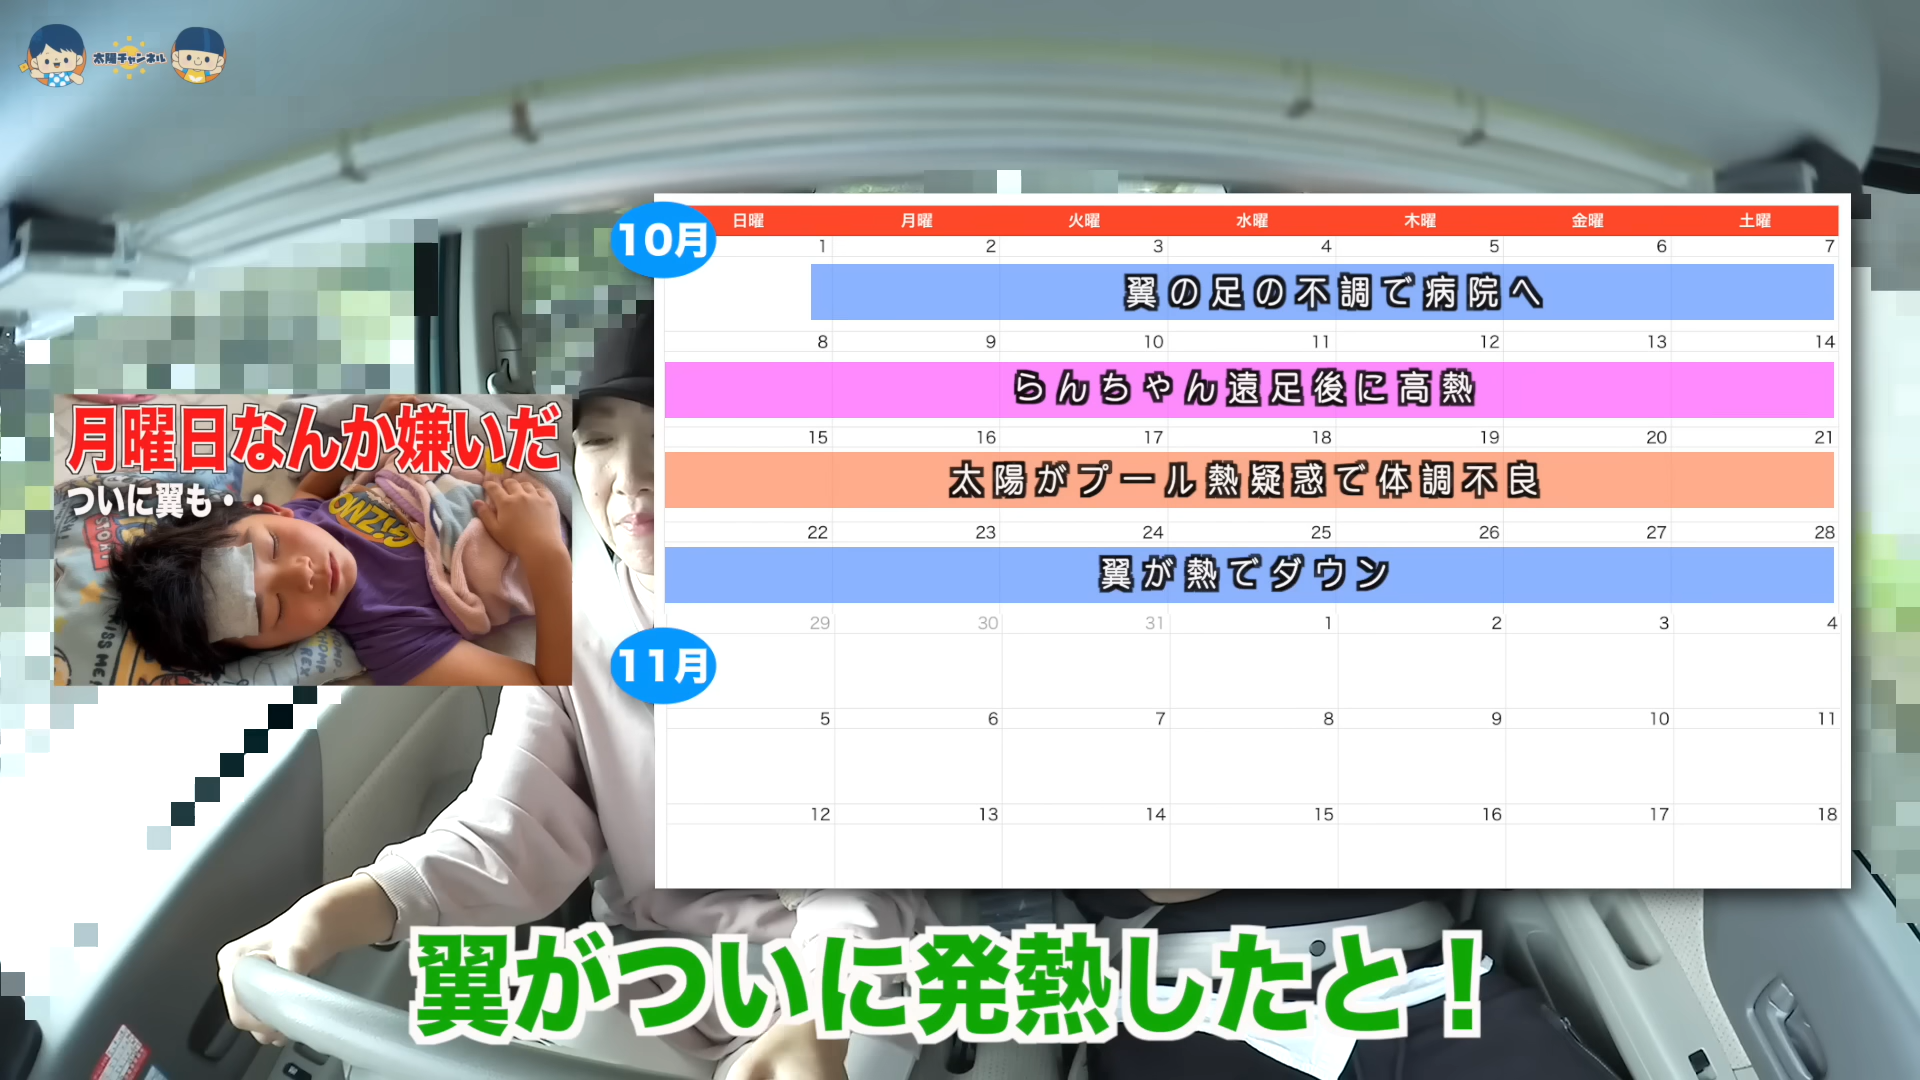 太陽チャンネル
10月
日曜 月曜 火曜 水曜 木曜 金曜 土曜
1 2 3 4 5 6 7
翼の足の不調で病院へ
8 9 10 11 12 13 14
らんちゃん遠足後に高熱
15 16 17 18 19 20 21
太陽がプール熱疑惑で体調不良
22 23 24 25 26 27 28
翼が熱でダウン
29 30 31 1 2 3 4
11月
5 6 7 8 9 10 11
12 13 14 15 16 17 18
月曜日なんか嫌いだ
ついに翼も・・
GIZMO
STOR
KISS ME
CHOMP
REX
翼がついに発熱したと！